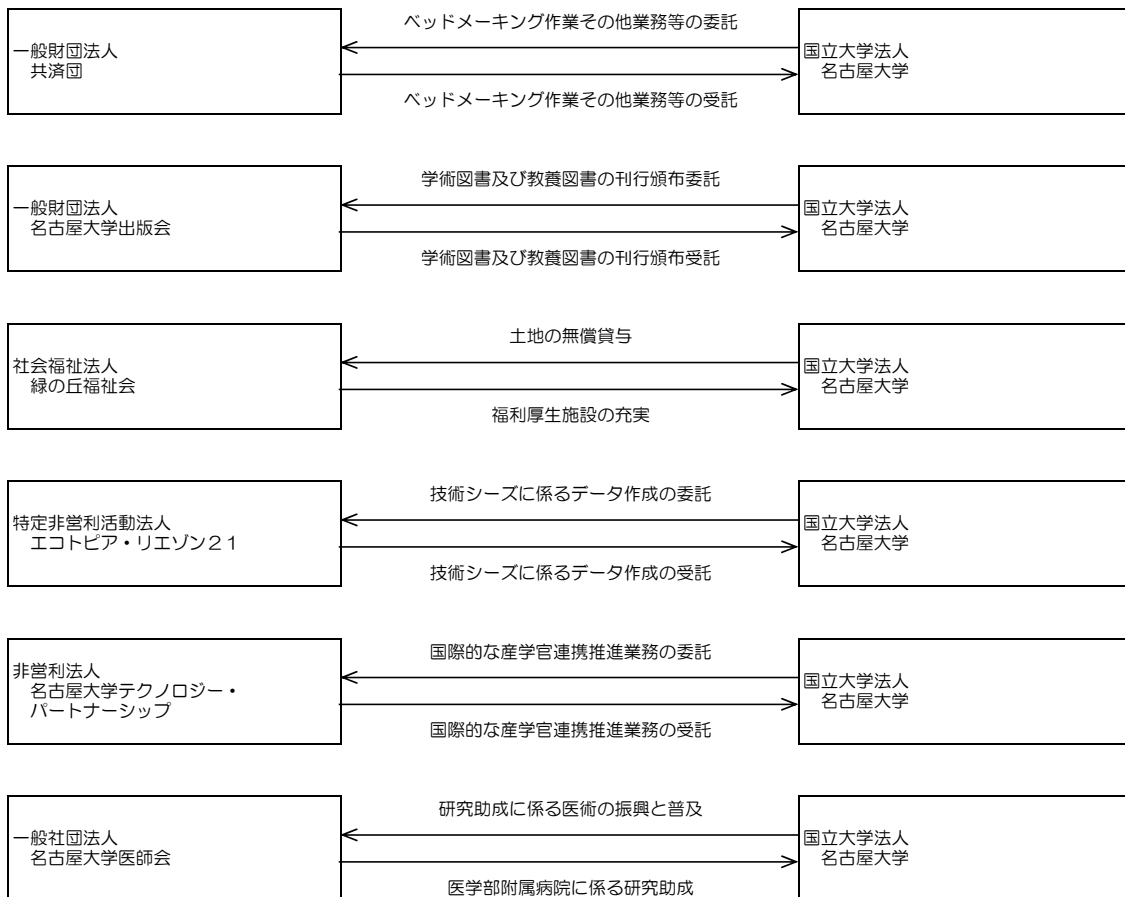 ベッドメーキング作業その他業務等の委託
一般財団法人
共済団
国立大学法人
名古屋大学
ベッドメーキング作業その他業務等の受託
学術図書及び教養図書の刊行頒布委託
一般財団法人
名古屋大学出版会
国立大学法人
名古屋大学
学術図書及び教養図書の刊行頒布受託
土地の無償貸与
社会福祉法人
緑の丘福祉会
国立大学法人
名古屋大学
福利厚生施設の充実
技術シーズに係るデータ作成の委託
特定非営利活動法人
エコトピア・リエゾン２１
国立大学法人
名古屋大学
技術シーズに係るデータ作成の受託
国際的な産学官連携推進業務の委託
非営利法人
名古屋大学テクノロジー・
パートナーシップ
国立大学法人
名古屋大学
国際的な産学官連携推進業務の受託
研究助成に係る医術の振興と普及
一般社団法人
名古屋大学医師会
国立大学法人
名古屋大学
医学部附属病院に係る研究助成